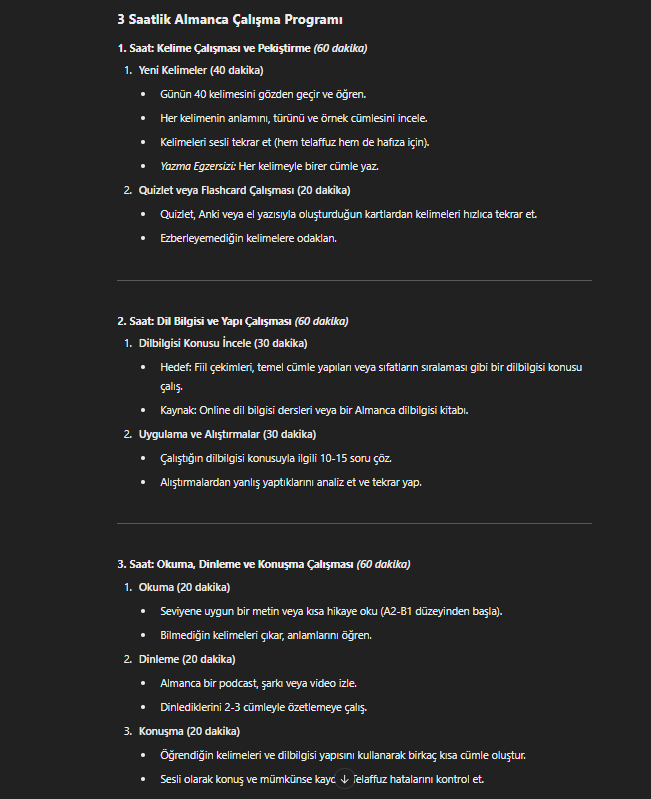 3 Saatlik Almanca Çalışma Programı
1. Saat: Kelime Çalışması ve Pekiştirme (60 dakika)
1. Yeni Kelimeler (40 dakika)
• Günün 40 kelimesini gözden geçir ve öğren.
• Her kelimenin anlamını, türünü ve örnek cümlesini incele.
• Kelimeleri sesli tekrar et (hem telaffuz hem de hafıza için).
• Yazma Egzersizi: Her kelimeyle birer cümle yaz.
2. Quizlet veya Flashcard Çalışması (20 dakika)
• Quizlet, Anki veya el yazısıyla oluşturduğun kartlardan kelimeleri hızlıca tekrar et.
• Ezberleyemediğin kelimelere odaklan.
2. Saat: Dil Bilgisi ve Yapı Çalışması (60 dakika)
1. Dilbilgisi Konusu İncele (30 dakika)
• Hedef: Fiil çekimleri, temel cümle yapıları veya sıfatların sıralaması gibi bir dilbilgisi konusu
çalış.
• Kaynak: Online dil bilgisi dersleri veya bir Almanca dilbilgisi kitabı.
2. Uygulama ve Alıştırmalar (30 dakika)
• Çalıştığın dilbilgisi konusuyla ilgili 10-15 soru çöz.
• Alıştırmalardan yanlış yaptıklarını analiz et ve tekrar yap.
3. Saat: Okuma, Dinleme ve Konuşma Çalışması (60 dakika)
1. Okuma (20 dakika)
• Seviyene uygun bir metin veya kısa hikaye oku (A2-B1 düzeyinden başla).
• Bilmediğin kelimeleri çıkar, anlamlarını öğren.
2. Dinleme (20 dakika)
• Almanca bir podcast, şarkı veya video izle.
• Dinlediklerini 2-3 cümleyle özetlemeye çalış.
3. Konuşma (20 dakika)
• Öğrendiğin kelimeleri ve dilbilgisi yapısını kullanarak birkaç kısa cümle oluştur.
• Sesli olarak konuş ve mümkünse Telaffuz hatalarını kontrol et.